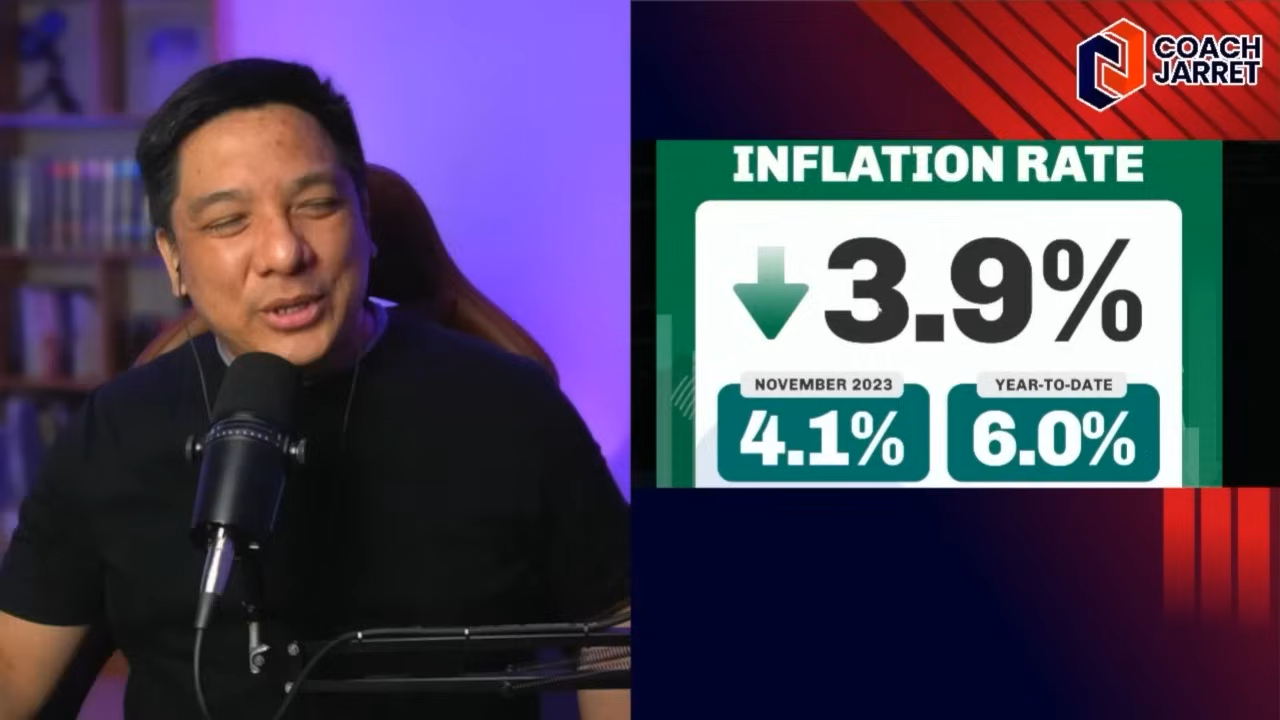 COACH
JARRET
INFLATION RATE
3.9%
NOVEMBER 2023
4.1%
YEAR-TO-DATE
6.0%